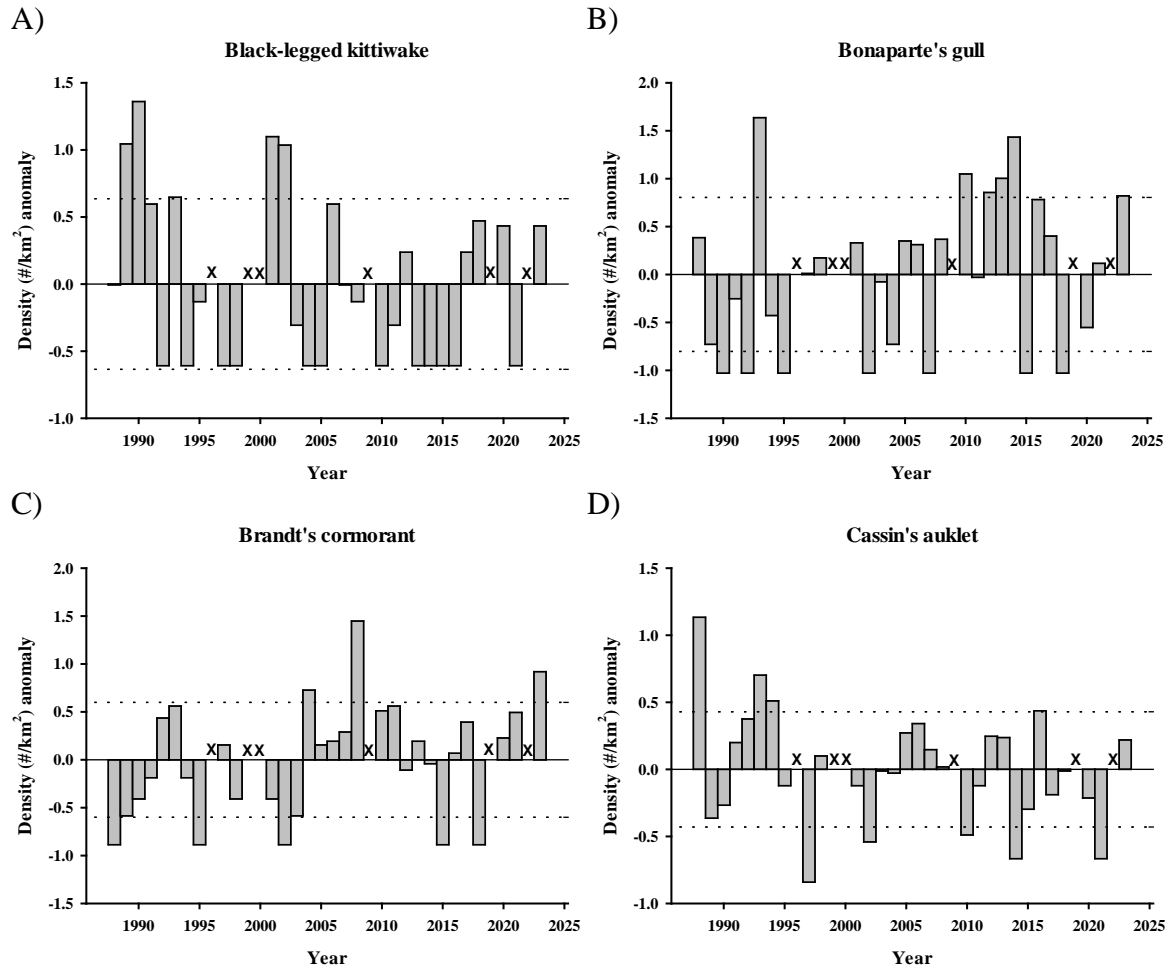 A)
Black-legged kittiwake
Density (#/km²) anomaly
1.5
1.0
0.5
0.0
-0.5
-1.0
X
X
X
X
X
X
1990
1995
2000
2005
2010
2015
2020
2025
Year
B)
Bonaparte's gull
Density (#/km²) anomaly
2.0
1.5
1.0
0.5
0.0
-0.5
-1.0
-1.5
X
X
X
X
X
X
1990
1995
2000
2005
2010
2015
2020
2025
Year
C)
Brandt's cormorant
Density (#/km²) anomaly
2.0
1.5
1.0
0.5
0.0
-0.5
-1.0
-1.5
X
X
X
X
X
X
1990
1995
2000
2005
2010
2015
2020
2025
Year
D)
Cassin's auklet
Density (#/km²) anomaly
1.5
1.0
0.5
0.0
-0.5
-1.0
X
X
X
X
X
X
1990
1995
2000
2005
2010
2015
2020
2025
Year